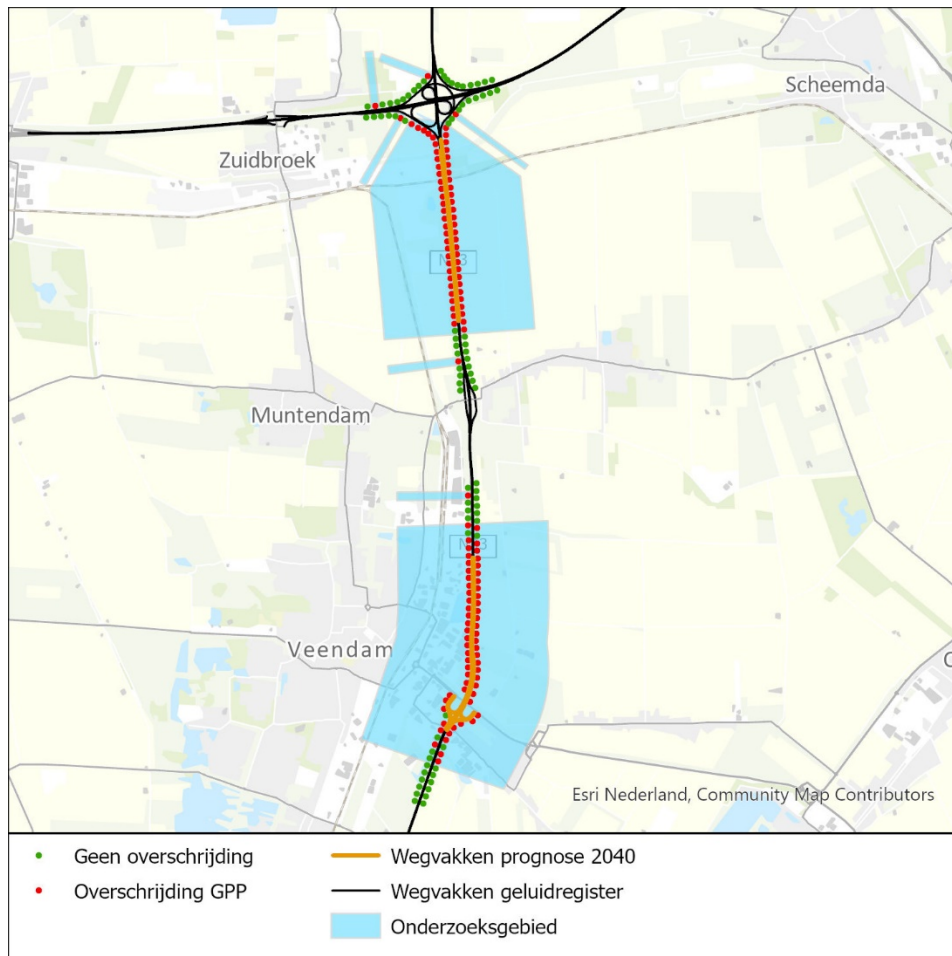 Scheemda
Zuidbroek
Muntendam
Veendam
Esri Nederland, Community Map Contributors
Geen overschrijding
Overschrijding GPP
Wegvakken prognose 2040
Wegvakken geluidregister
Onderzoeksgebied